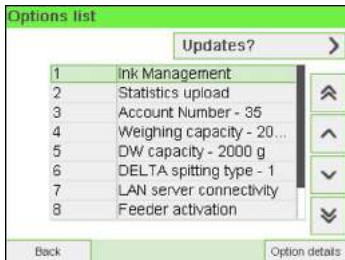 Options list
Updates?
1 Ink Management
2 Statistics upload
3 Account Number - 35
4 Weighing capacity - 20...
5 DW capacity - 2000 g
6 DELTA spitting type - 1
7 LAN server connectivity
8 Feeder activation
Back Option details